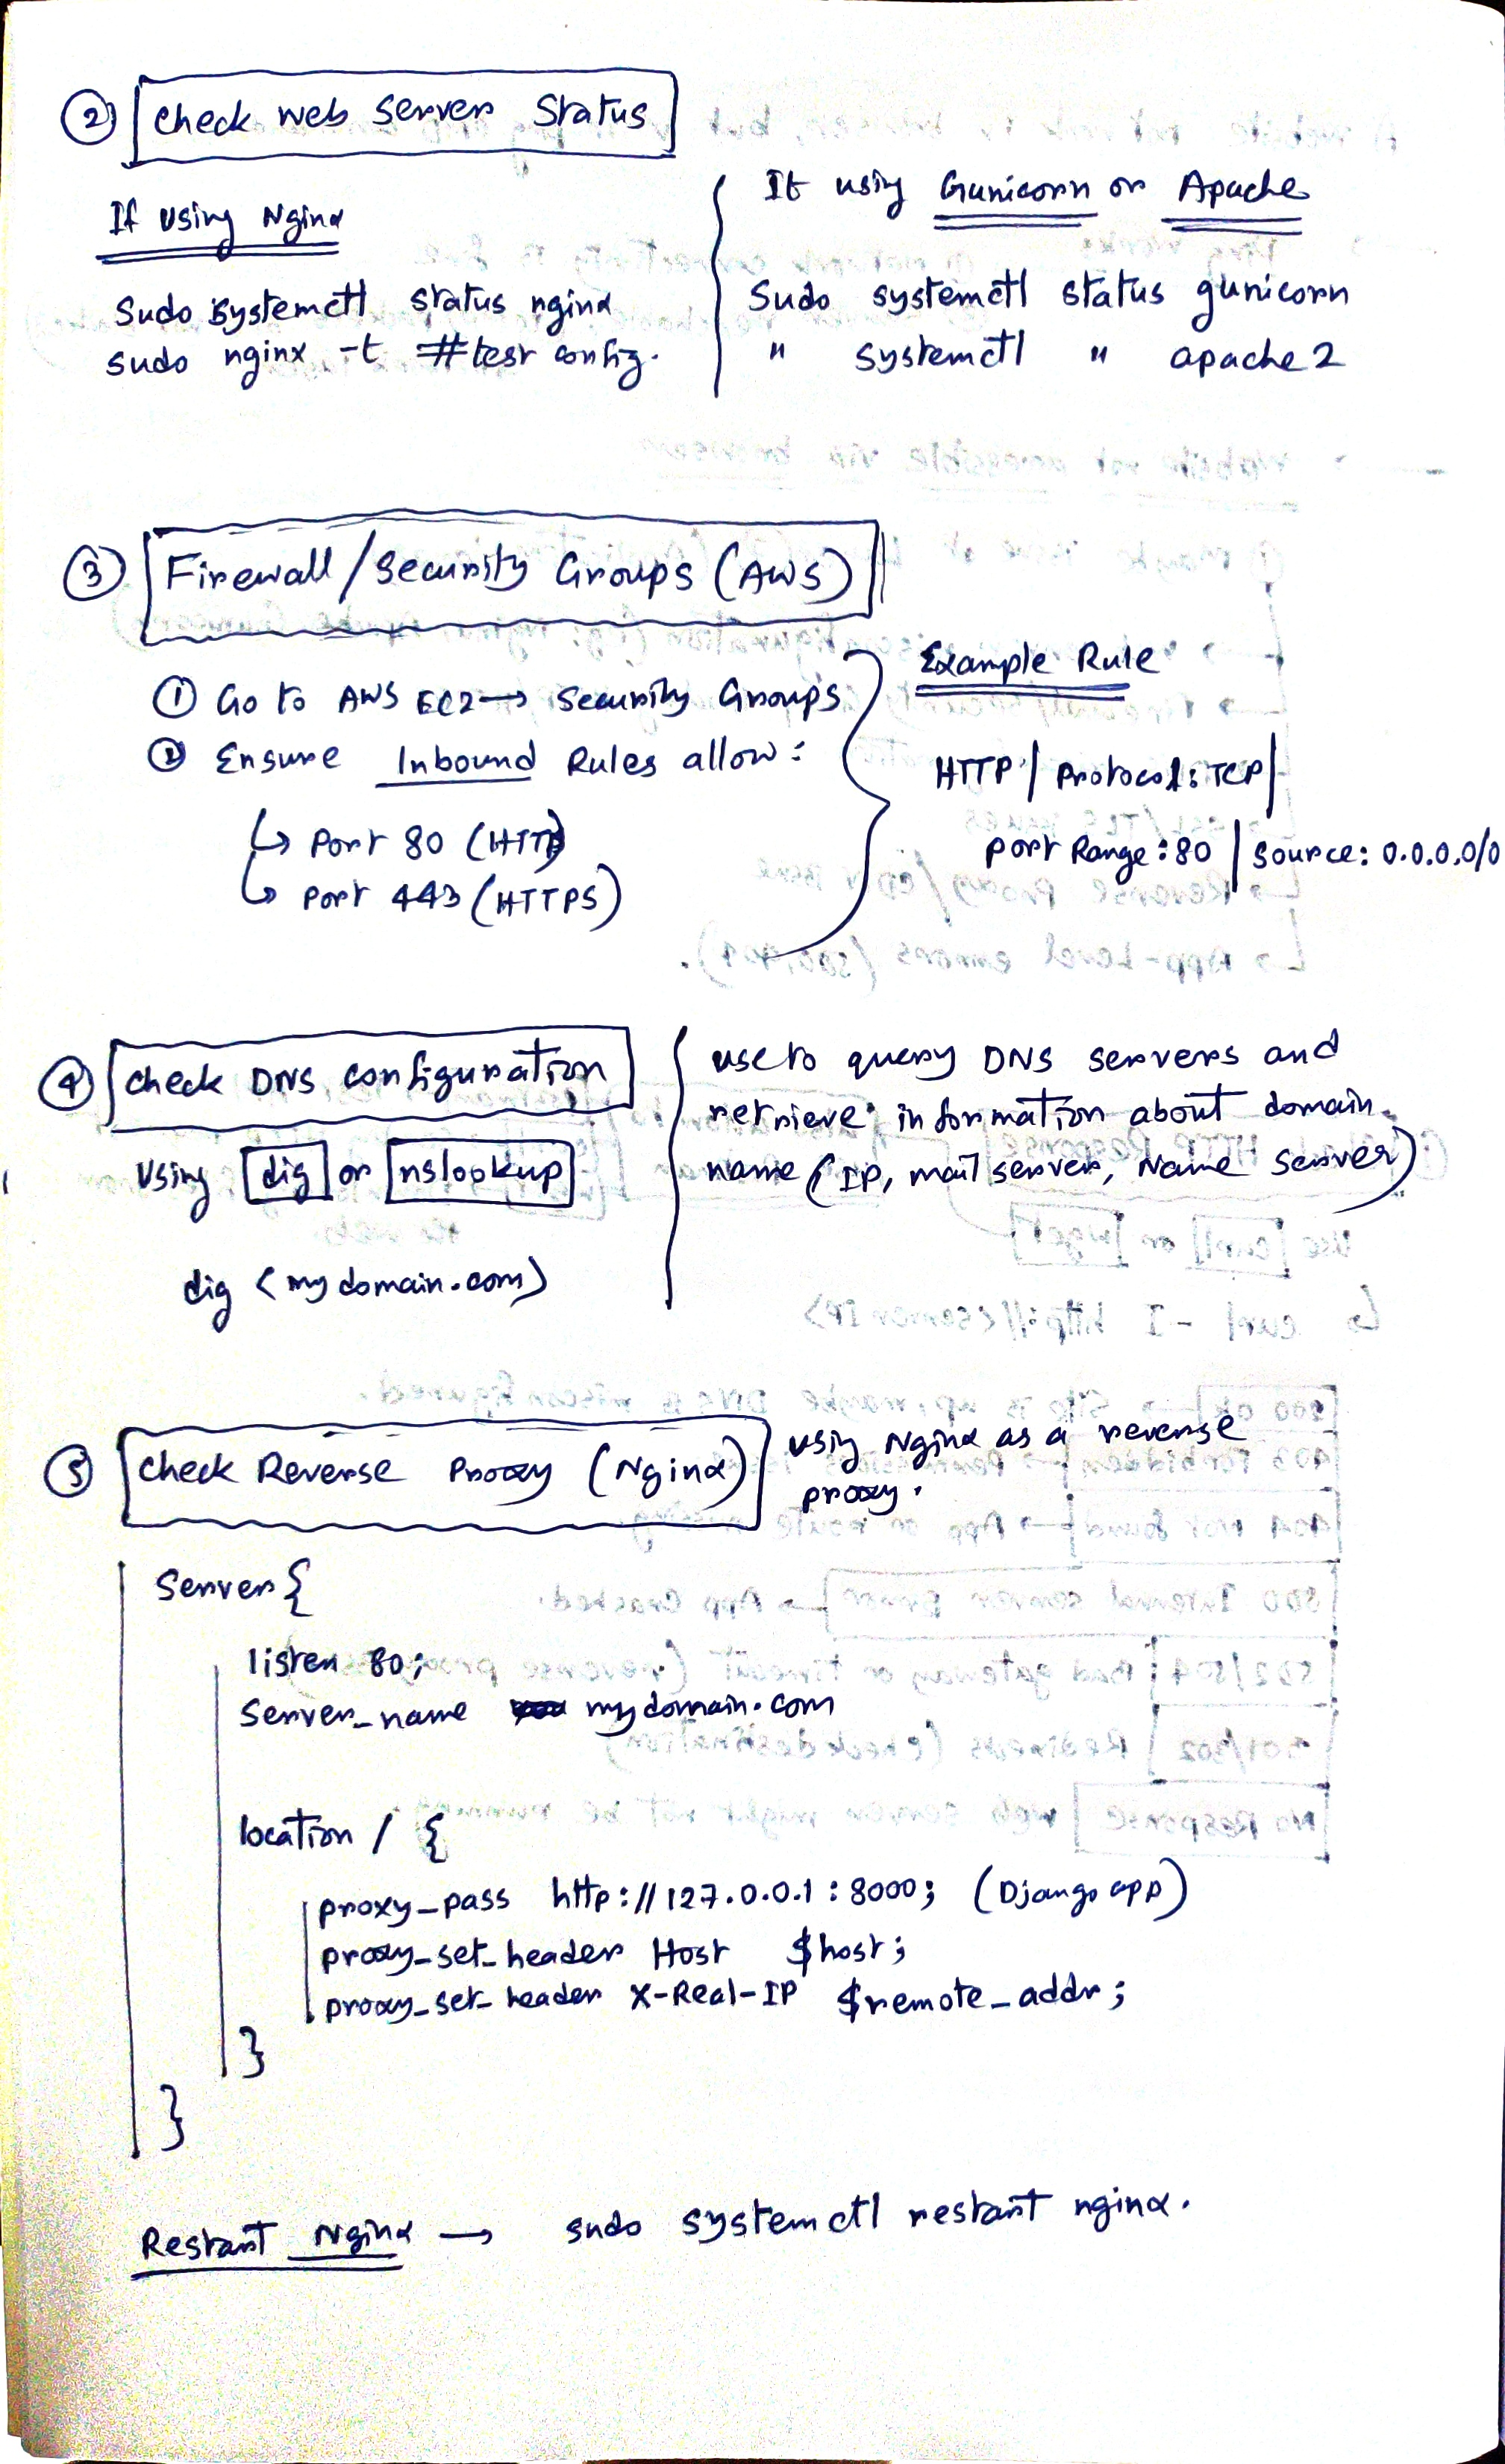 ② Check Web Server Status
If using Nginx
Sudo systemctl status nginx
sudo nginx -t #test config.
If using Gunicorn or Apache
Sudo systemctl status gunicorn
" systemctl " apache2
③ Firewall/Security Groups (AWS)
① Go to AWS EC2 → Security Groups
② Ensure Inbound Rules allow:
↳ Port 80 (HTTP)
↳ Port 443 (HTTPS)
Example Rule
HTTP | Protocol: TCP |
port Range: 80 | Source: 0.0.0.0/0
④ Check DNS configuration
Using dig or nslookup
dig <mydomain.com>
use to query DNS servers and
retrieve information about domain
name (IP, mail server, Name server)
⑤ Check Reverse Proxy (Nginx)
using Nginx as a reverse
proxy.
Server {
listen 80;
Server_name mydomain.com
location / {
proxy_pass http://127.0.0.1:8000; (Django app)
proxy_set_header Host $host;
proxy_set_header X-Real-IP $remote_addr;
}
}
Restart Nginx → sudo systemctl restart nginx.